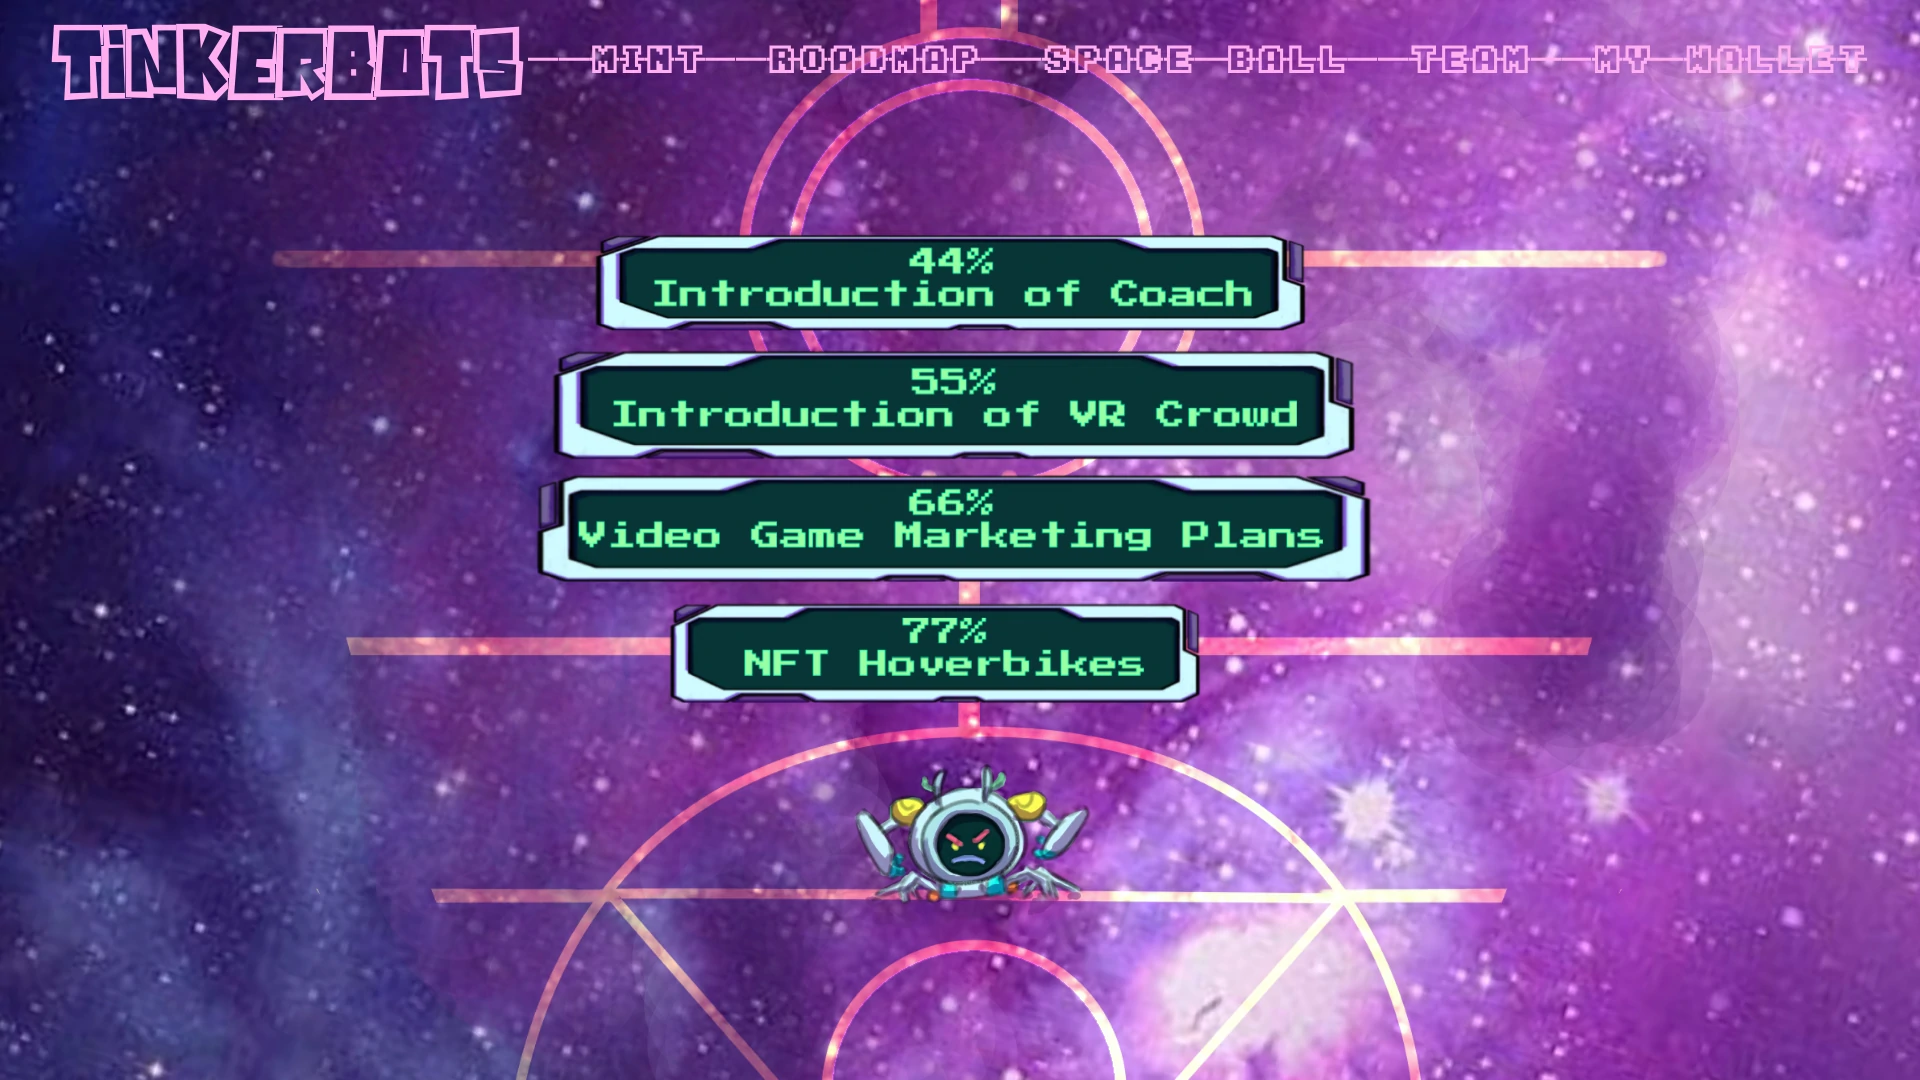 TINKERBOTS MINT ROADMAP SPACE BALL TEAM MY WALLET
44%
Introduction of Coach
55%
Introduction of VR Crowd
66%
Video Game Marketing Plans
77%
NFT Hoverbikes